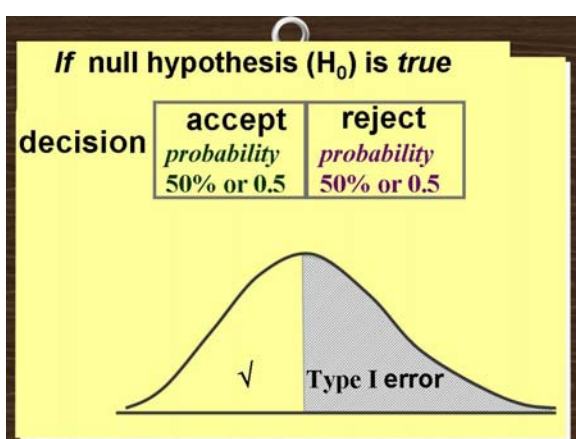 If null hypothesis (H₀) is true
decision
accept
probability
50% or 0.5
reject
probability
50% or 0.5
√
Type I error